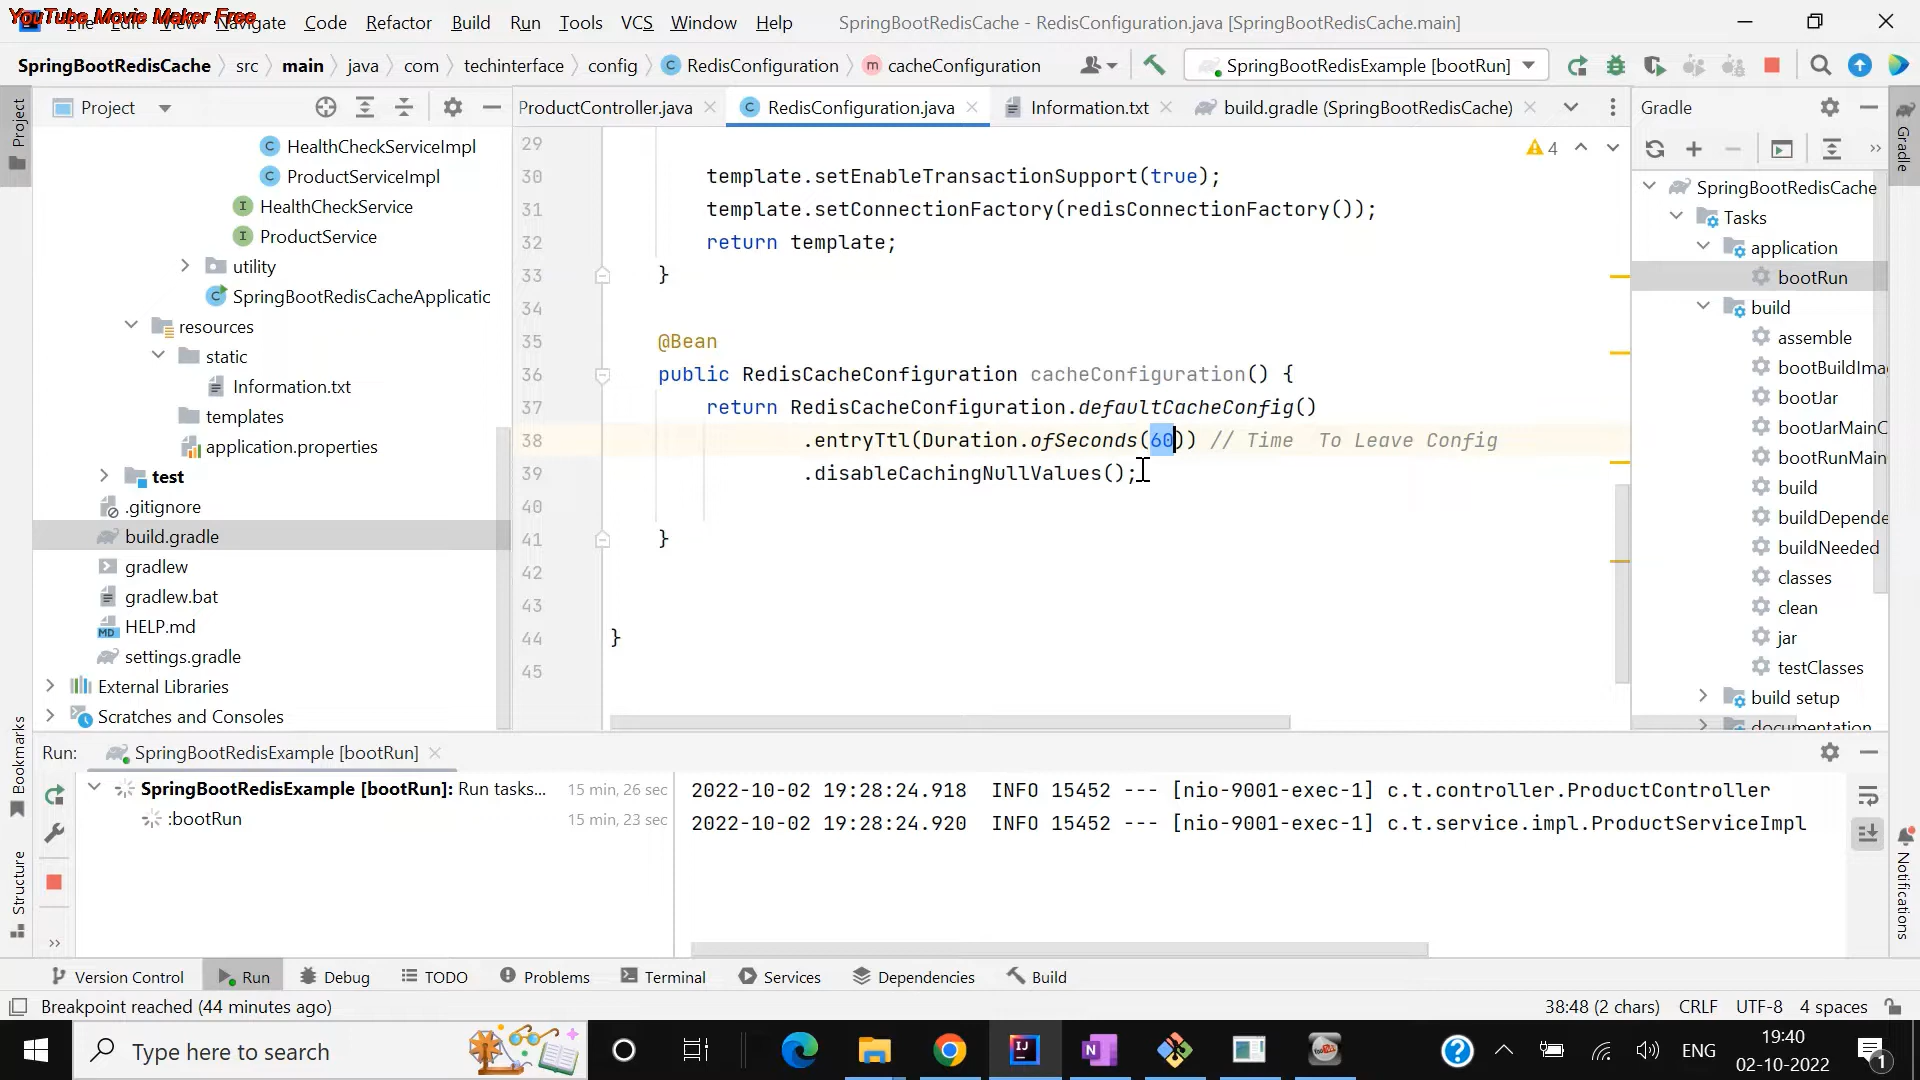 YouTube Movie Maker Free
File Edit View Navigate Code Refactor Build Run Tools VCS Window Help
SpringBootRedisCache - RedisConfiguration.java [SpringBootRedisCache.main]
SpringBootRedisCache src main java com techinterface config RedisConfiguration cacheConfiguration
SpringBootRedisExample [bootRun]
Project
Project
ProductController.java RedisConfiguration.java Information.txt build.gradle (SpringBootRedisCache)
Gradle
Gradle
HealthCheckServiceImpl
ProductServiceImpl
HealthCheckService
ProductService
utility
SpringBootRedisCacheApplicatic
resources
static
Information.txt
templates
application.properties
test
.gitignore
build.gradle
gradlew
gradlew.bat
HELP.md
settings.gradle
External Libraries
Scratches and Consoles
4
29
30 template.setEnableTransactionSupport(true);
31 template.setConnectionFactory(redisConnectionFactory());
32 return template;
33 }
34
35 @Bean
36 public RedisCacheConfiguration cacheConfiguration() {
37 return RedisCacheConfiguration.defaultCacheConfig()
38 .entryTtl(Duration.ofSeconds(60)) // Time  To Leave Config
39 .disableCachingNullValues();
40
41 }
42
43
44 }
45
SpringBootRedisCache
Tasks
application
bootRun
build
assemble
bootBuildIma
bootJar
bootJarMainC
bootRunMain
build
buildDepende
buildNeeded
classes
clean
jar
testClasses
build setup
documentation
Bookmarks
Structure
Notifications
Run: SpringBootRedisExample [bootRun]
SpringBootRedisExample [bootRun]: Run tasks... 15 min, 26 sec
:bootRun 15 min, 23 sec
2022-10-02 19:28:24.918  INFO 15452 --- [nio-9001-exec-1] c.t.controller.ProductController
2022-10-02 19:28:24.920  INFO 15452 --- [nio-9001-exec-1] c.t.service.impl.ProductServiceImpl
Version Control Run Debug TODO Problems Terminal Services Dependencies Build
Breakpoint reached (44 minutes ago)
38:48 (2 chars) CRLF UTF-8 4 spaces
Type here to search
ENG
19:40
02-10-2022
1